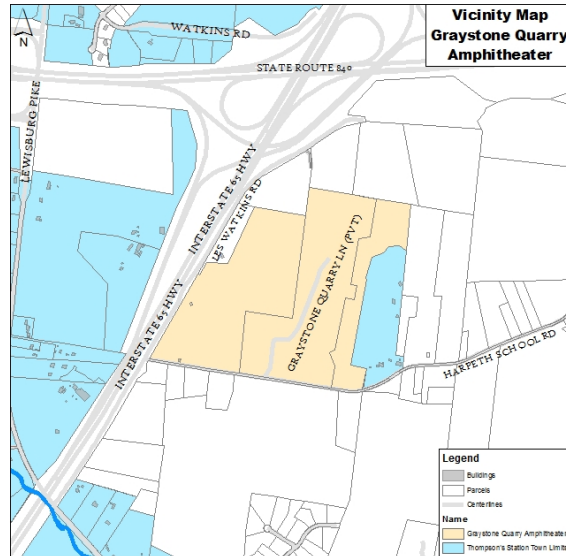 Vicinity Map
Graystone Quarry
Amphitheater
N
WATKINS RD
STATE ROUTE 840
LEWISBURG PIKE
INTERSTATE 65 HWY
LES WATKINS RD
INTERSTATE 65 HWY
GRAYSTONE QUARRY LN (PVT)
HARPETH SCHOOL RD
Legend
Buildings
Parcels
Centerlines
Name
Graystone Quarry Amphitheater
Thompson's Station Town Limits